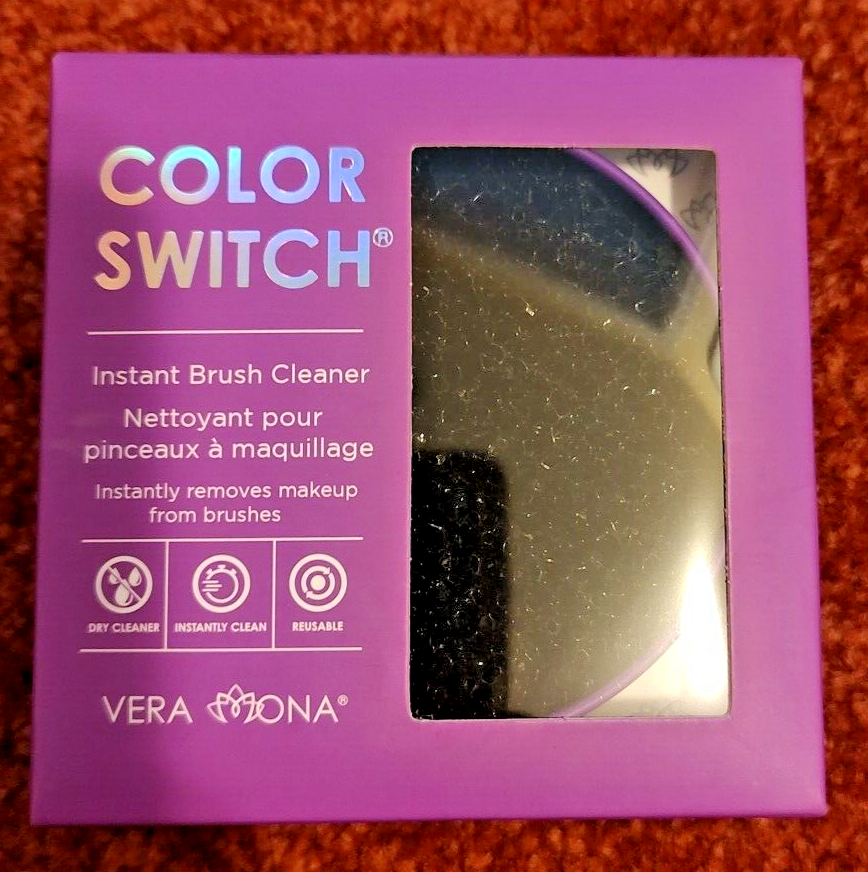 COLOR
SWITCH®
Instant Brush Cleaner
Nettoyant pour
pinceaux à maquillage
Instantly removes makeup
from brushes
DRY CLEANER INSTANTLY CLEAN REUSABLE
VERA MONA®